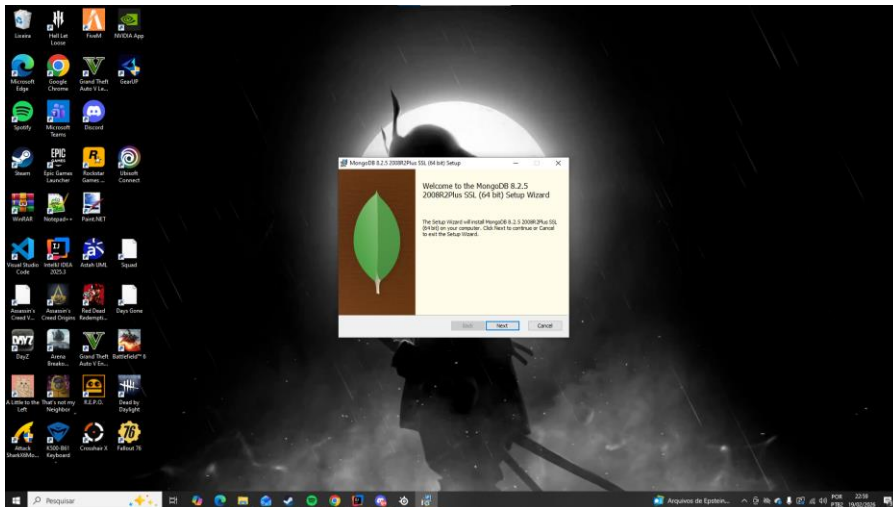 Lixeira
Hell Let
Loose
FiveM
NVIDIA App
Microsoft
Edge
Google
Chrome
Grand Theft
Auto V Le...
GearUP
Spotify
Microsoft
Teams
Discord
Steam
Epic Games
Launcher
Rockstar
Games ...
Ubisoft
Connect
WinRAR
Notepad++
Paint.NET
Visual Studio
Code
IntelliJ IDEA
2025.3
Astah UML
Squad
Assassin's
Creed V...
Assassin's
Creed Origins
Red Dead
Redempti...
Days Gone
DayZ
Arena
Breako...
Grand Theft
Auto V En...
Battlefield™ 6
A Little to the
Left
That's not my
Neighbor
R.E.P.O.
Dead by
Daylight
Attack
SharkX6Mo...
K500-B61
Keyboard
Crosshair X
Fallout 76
MongoDB 8.2.5 2008R2Plus SSL (64 bit) Setup
Welcome to the MongoDB 8.2.5
2008R2Plus SSL (64 bit) Setup Wizard
The Setup Wizard will install MongoDB 8.2.5 2008R2Plus SSL
(64 bit) on your computer. Click Next to continue or Cancel
to exit the Setup Wizard.
Back
Next
Cancel
Pesquisar
Arquivos de Epstein...
POR
PTB2
22:59
19/02/2026